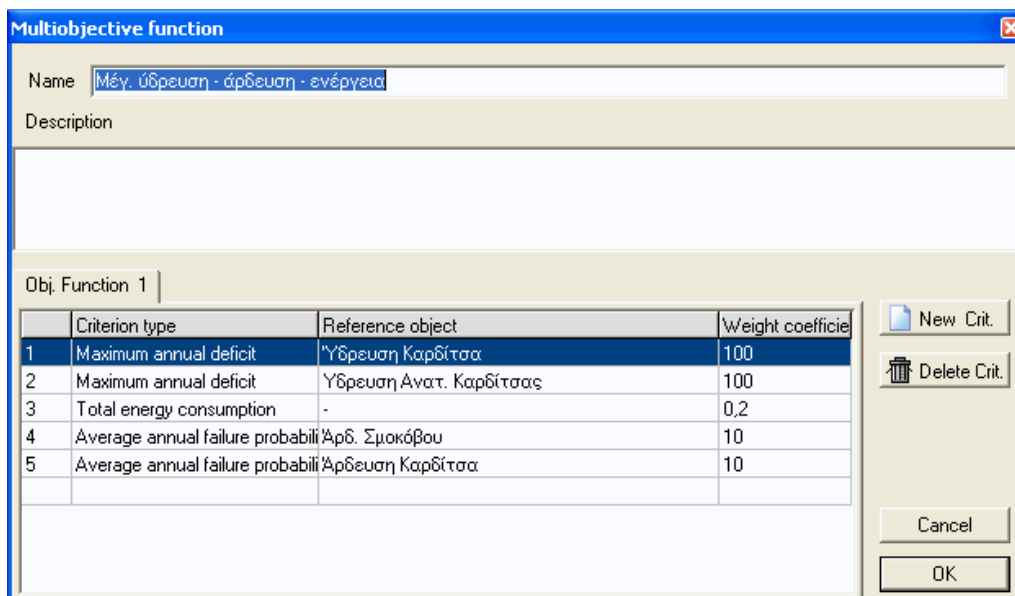 Multiobjective function
Name Μέγ. ύδρευση - άρδευση - ενέργεια
Description
Obj. Function 1
Criterion type Reference object Weight coefficie
1 Maximum annual deficit Ύδρευση Καρδίτσα 100
2 Maximum annual deficit Ύδρευση Ανατ. Καρδίτσας 100
3 Total energy consumption - 0,2
4 Average annual failure probabili Άρδ. Σμοκόβου 10
5 Average annual failure probabili Άρδευση Καρδίτσα 10
New Crit.
Delete Crit.
Cancel
OK